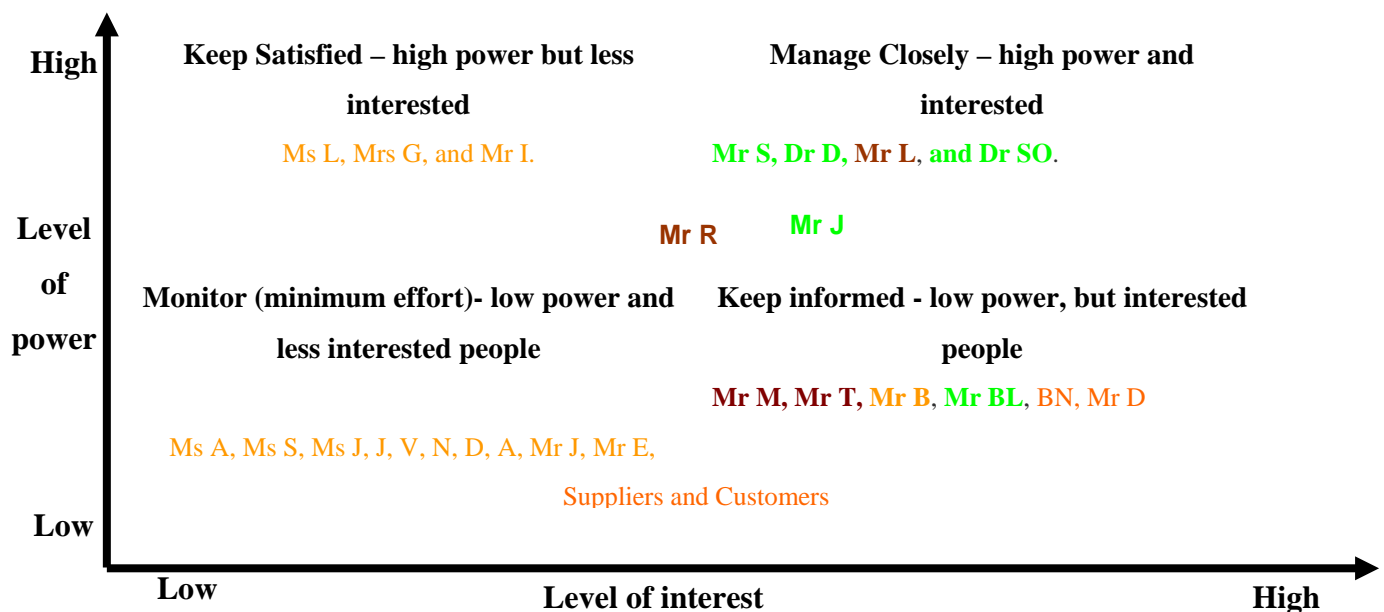 High
Keep Satisfied – high power but less
interested
Ms L, Mrs G, and Mr I.
Manage Closely – high power and
interested
Mr S, Dr D, Mr L, and Dr SO.
Level
of
power
Mr R
Mr J
Monitor (minimum effort)- low power and
less interested people
Keep informed - low power, but interested
people
Mr M, Mr T, Mr B, Mr BL, BN, Mr D
Ms A, Ms S, Ms J, J, V, N, D, A, Mr J, Mr E,
Suppliers and Customers
Low
Low
Level of interest
High